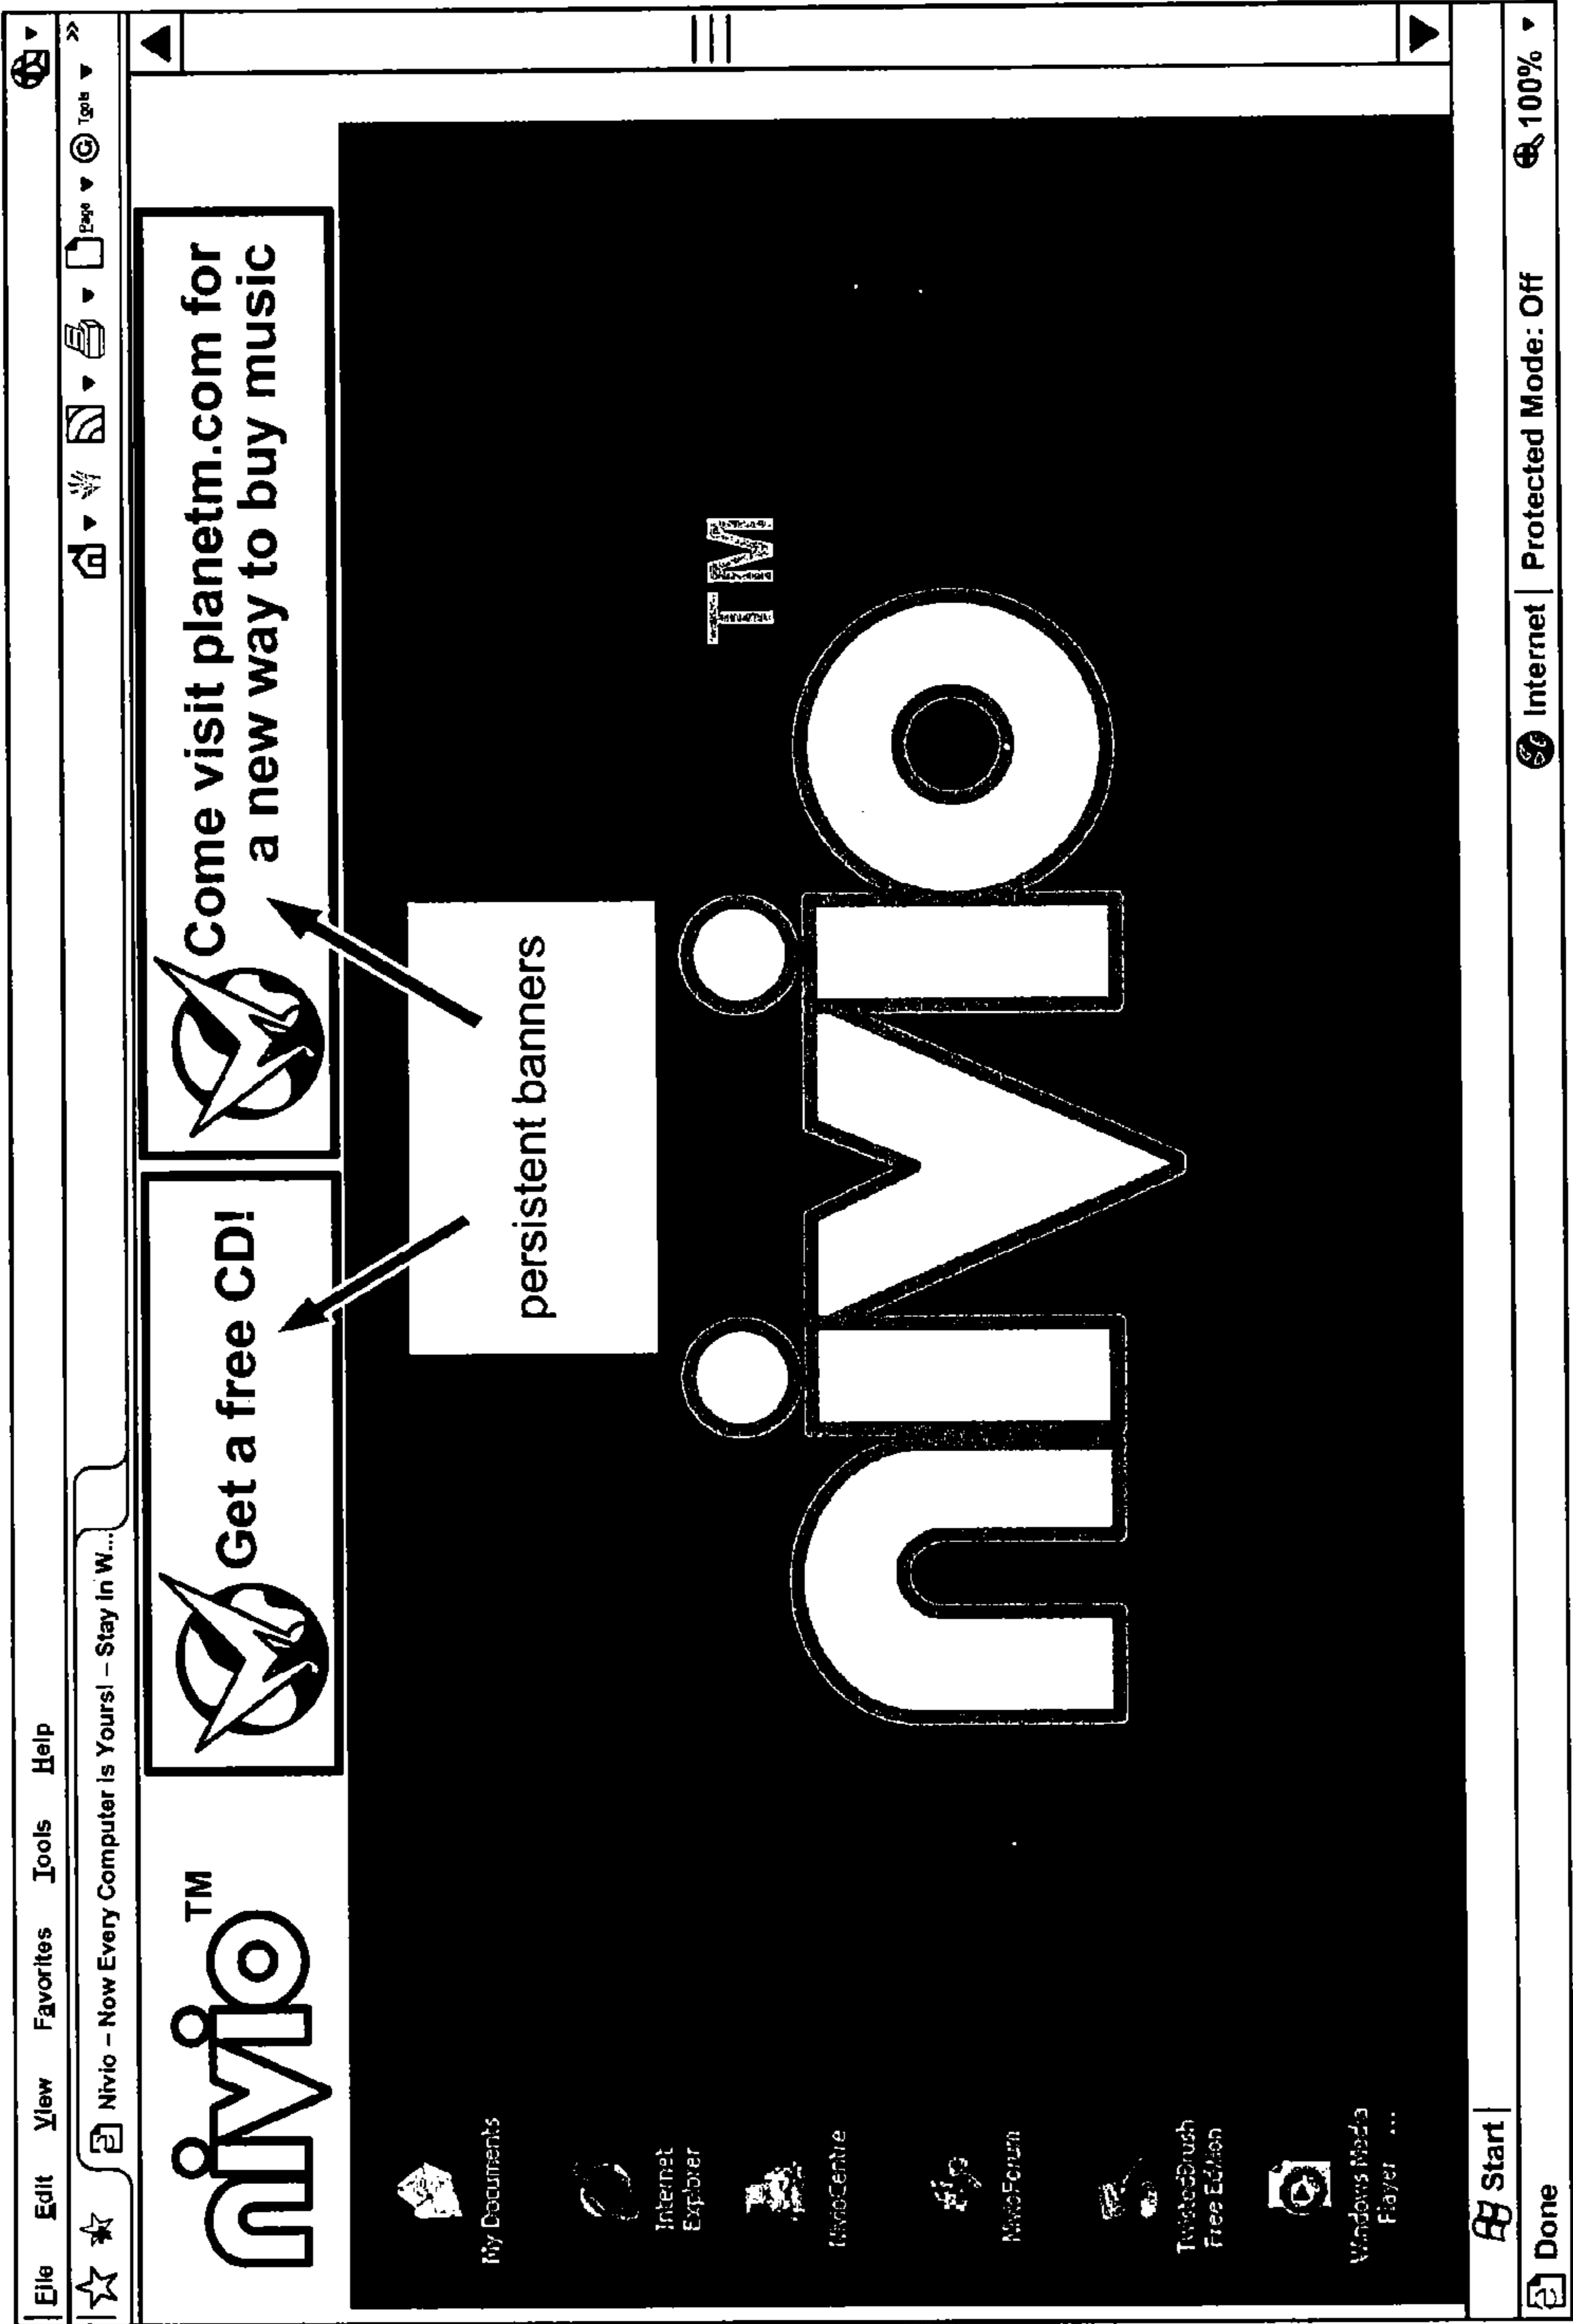 File Edit View Favorites Tools Help
Nivio – Now Every Computer is Yours! – Stay in W...
Page
Tools
nivio TM
Get a free CD!
Come visit planetm.com for
a new way to buy music
persistent banners
nivio TM
My Documents
Internet
Explorer
NivioCentre
NivioForum
TwistedBrush
Free Edition
Windows Media
Player ...
Start
Done
Internet | Protected Mode: Off
100%